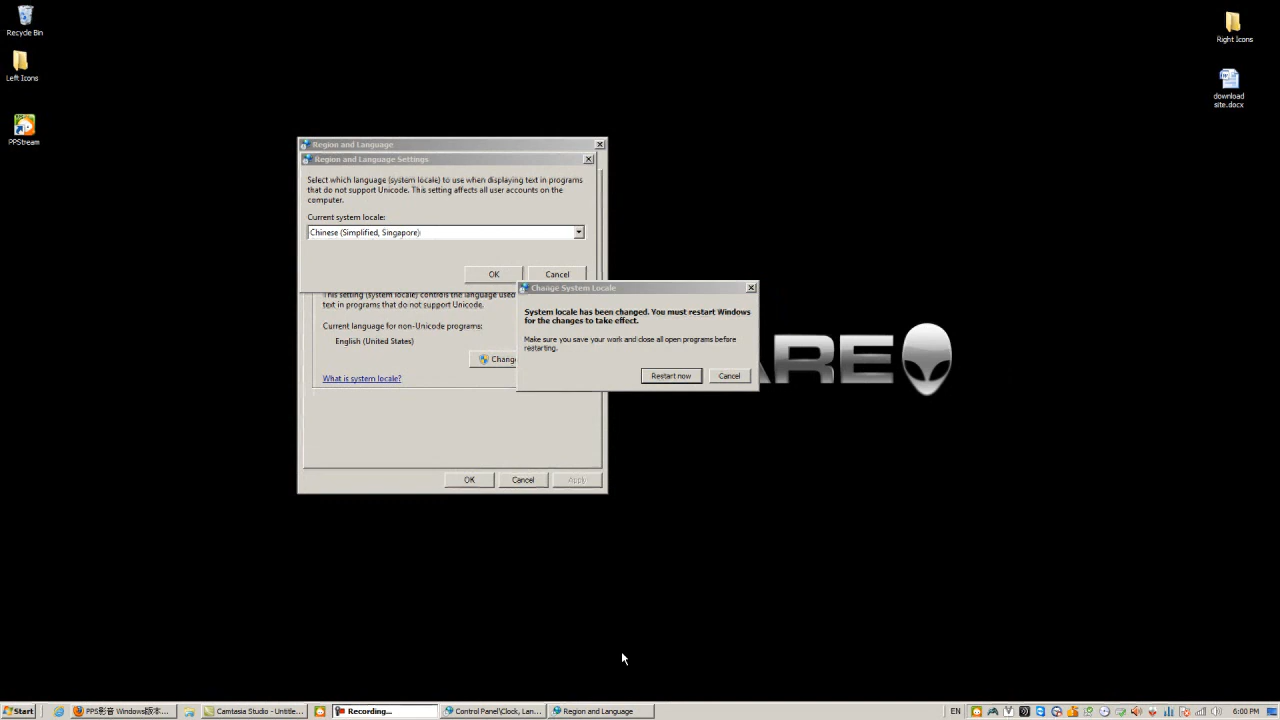 Recycle Bin
Left Icons
PPStream
Right Icons
download
site.docx
Region and Language
Region and Language Settings
Select which language (system locale) to use when displaying text in programs
that do not support Unicode. This setting affects all user accounts on the
computer.
Current system locale:
Chinese (Simplified, Singapore)
OK
Cancel
This setting (system locale) controls the language used
text in programs that do not support Unicode.
Current language for non-Unicode programs:
English (United States)
Change
What is system locale?
OK
Cancel
Apply
Change System Locale
System locale has been changed. You must restart Windows
for the changes to take effect.
Make sure you save your work and close all open programs before
restarting.
Restart now
Cancel
ARE
Start
PPS影音 Windows版本...
Camtasia Studio - Untitle...
Recording...
Control Panel\Clock, Lan...
Region and Language
EN
6:00 PM